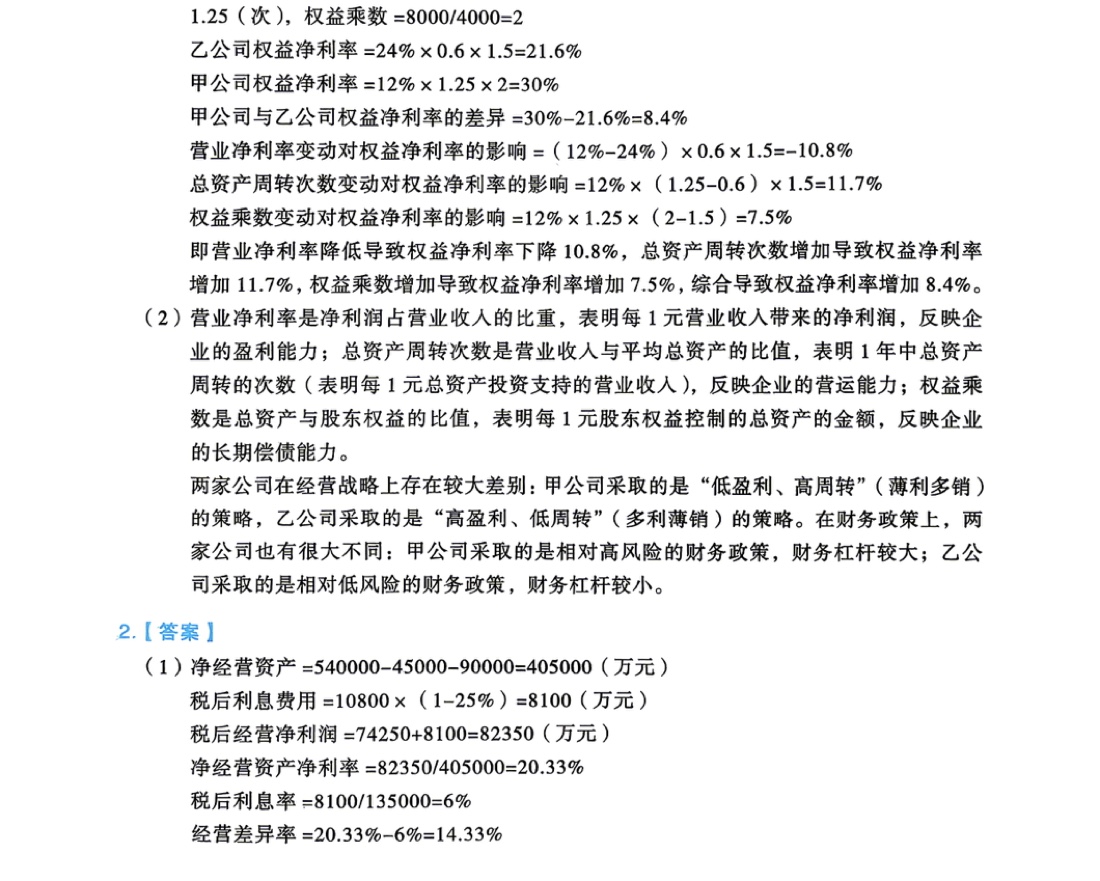 1.25（次），权益乘数 =8000/4000=2
乙公司权益净利率 =24%×0.6×1.5=21.6%
甲公司权益净利率 =12%×1.25×2=30%
甲公司与乙公司权益净利率的差异 =30%-21.6%=8.4%
营业净利率变动对权益净利率的影响 =（12%-24%）×0.6×1.5=-10.8%
总资产周转次数变动对权益净利率的影响 =12%×（1.25-0.6）×1.5=11.7%
权益乘数变动对权益净利率的影响 =12%×1.25×（2-1.5）=7.5%
即营业净利率降低导致权益净利率下降 10.8%，总资产周转次数增加导致权益净利率
增加 11.7%，权益乘数增加导致权益净利率增加 7.5%，综合导致权益净利率增加 8.4%。
（2）营业净利率是净利润占营业收入的比重，表明每 1 元营业收入带来的净利润，反映企
业的盈利能力；总资产周转次数是营业收入与平均总资产的比值，表明 1 年中总资产
周转的次数（表明每 1 元总资产投资支持的营业收入），反映企业的营运能力；权益乘
数是总资产与股东权益的比值，表明每 1 元股东权益控制的总资产的金额，反映企业
的长期偿债能力。
两家公司在经营战略上存在较大差别：甲公司采取的是“低盈利、高周转”（薄利多销）
的策略，乙公司采取的是“高盈利、低周转”（多利薄销）的策略。在财务政策上，两
家公司也有很大不同：甲公司采取的是相对高风险的财务政策，财务杠杆较大；乙公
司采取的是相对低风险的财务政策，财务杠杆较小。
2.【答案】
（1）净经营资产 =540000-45000-90000=405000（万元）
税后利息费用 =10800×（1-25%）=8100（万元）
税后经营净利润 =74250+8100=82350（万元）
净经营资产净利率 =82350/405000=20.33%
税后利息率 =8100/135000=6%
经营差异率 =20.33%-6%=14.33%